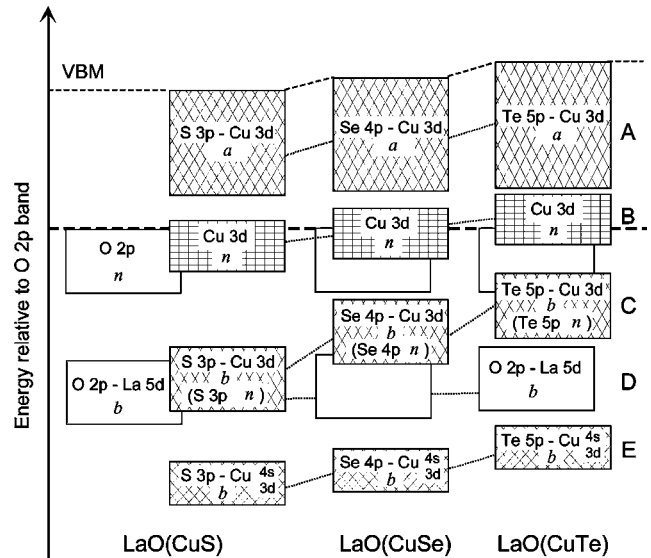 Energy relative to O 2p band
VBM
S 3p - Cu 3d
a
Se 4p - Cu 3d
a
Te 5p - Cu 3d
a
A
O 2p
n
Cu 3d
n
Cu 3d
n
Cu 3d
n
B
S 3p - Cu 3d
b
(S 3p n)
Se 4p - Cu 3d
b
(Se 4p n)
Te 5p - Cu 3d
b
(Te 5p n)
C
O 2p - La 5d
b
O 2p - La 5d
b
D
S 3p - Cu 4s 3d
b
Se 4p - Cu 4s 3d
b
Te 5p - Cu 4s 3d
b
E
LaO(CuS)
LaO(CuSe)
LaO(CuTe)